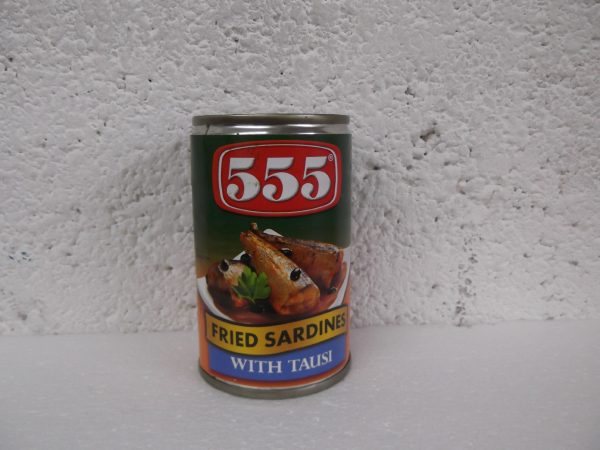 555®
FRIED SARDINES
WITH TAUSI